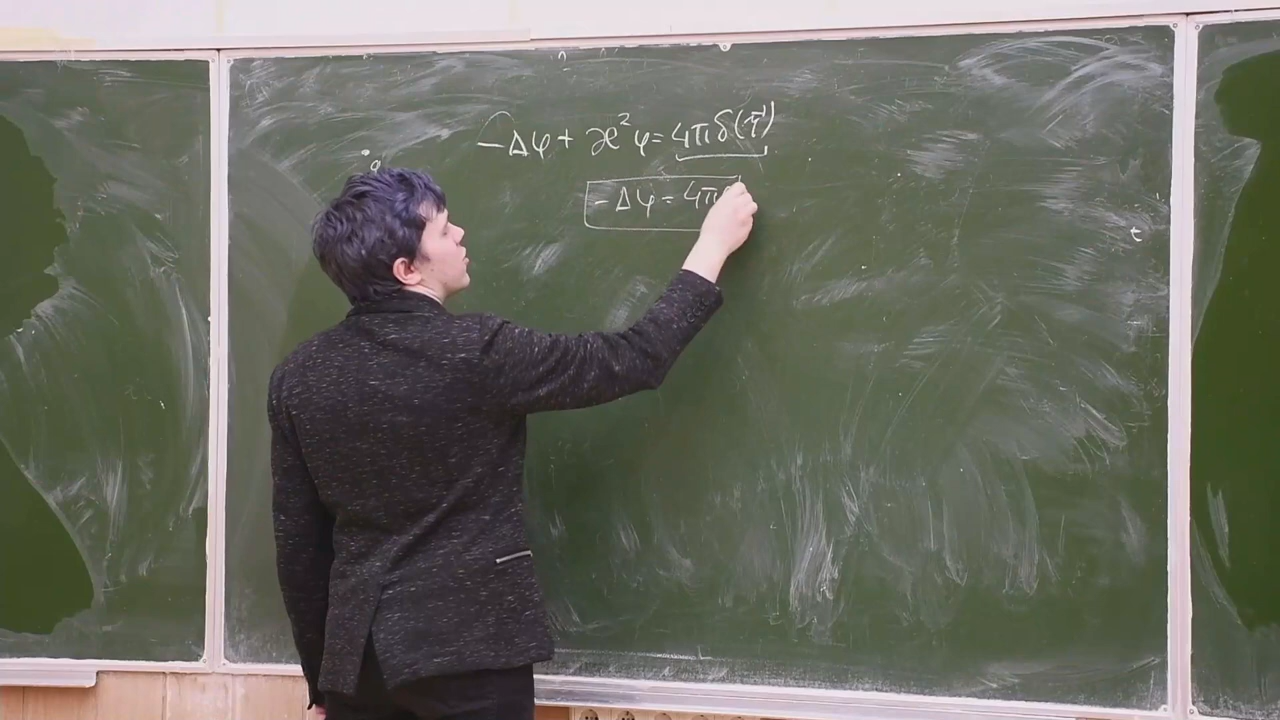 -Δφ + æ²φ = 4πδ(r⃗)
-Δφ = 4π